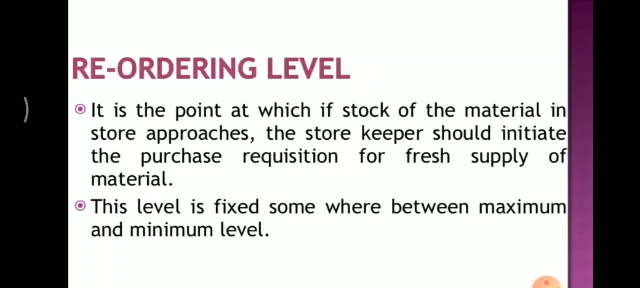 RE-ORDERING LEVEL
It is the point at which if stock of the material in
store approaches, the store keeper should initiate
the purchase requisition for fresh supply of
material.
This level is fixed some where between maximum
and minimum level.